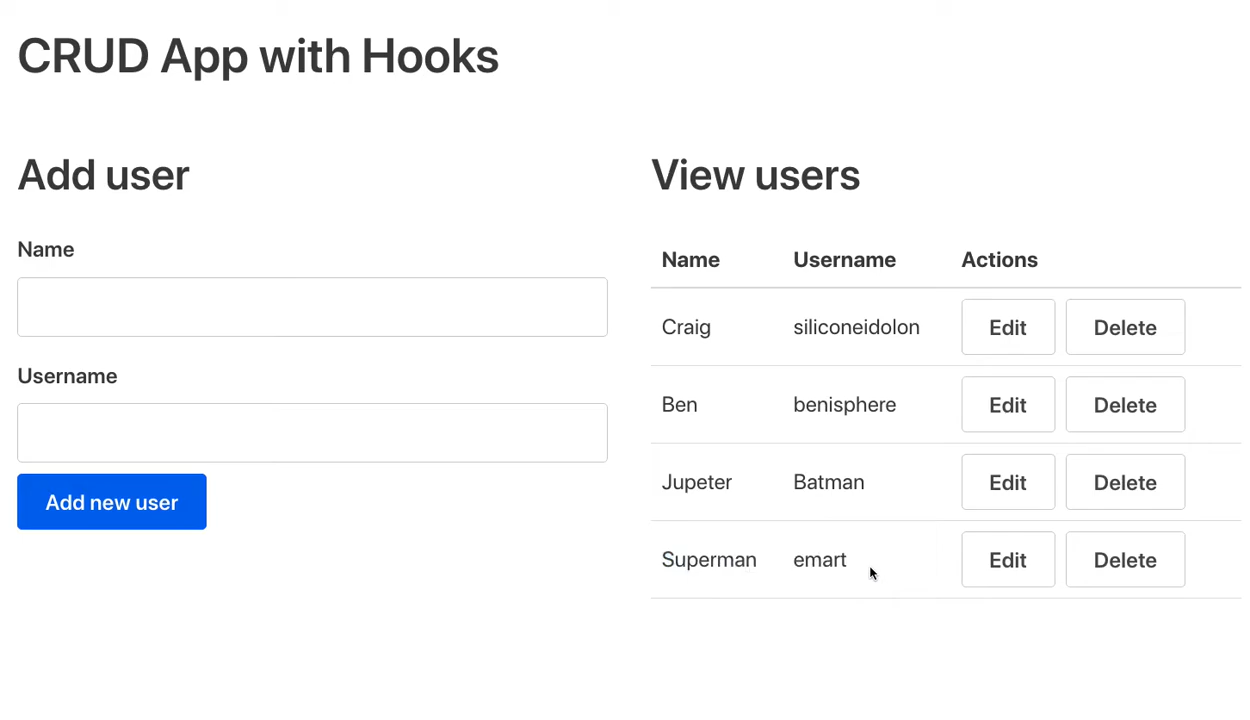 CRUD App with Hooks
Add user
Name
Username
Add new user
View users
Name Username Actions
Craig siliconeidolon Edit Delete
Ben benisphere Edit Delete
Jupeter Batman Edit Delete
Superman emart Edit Delete